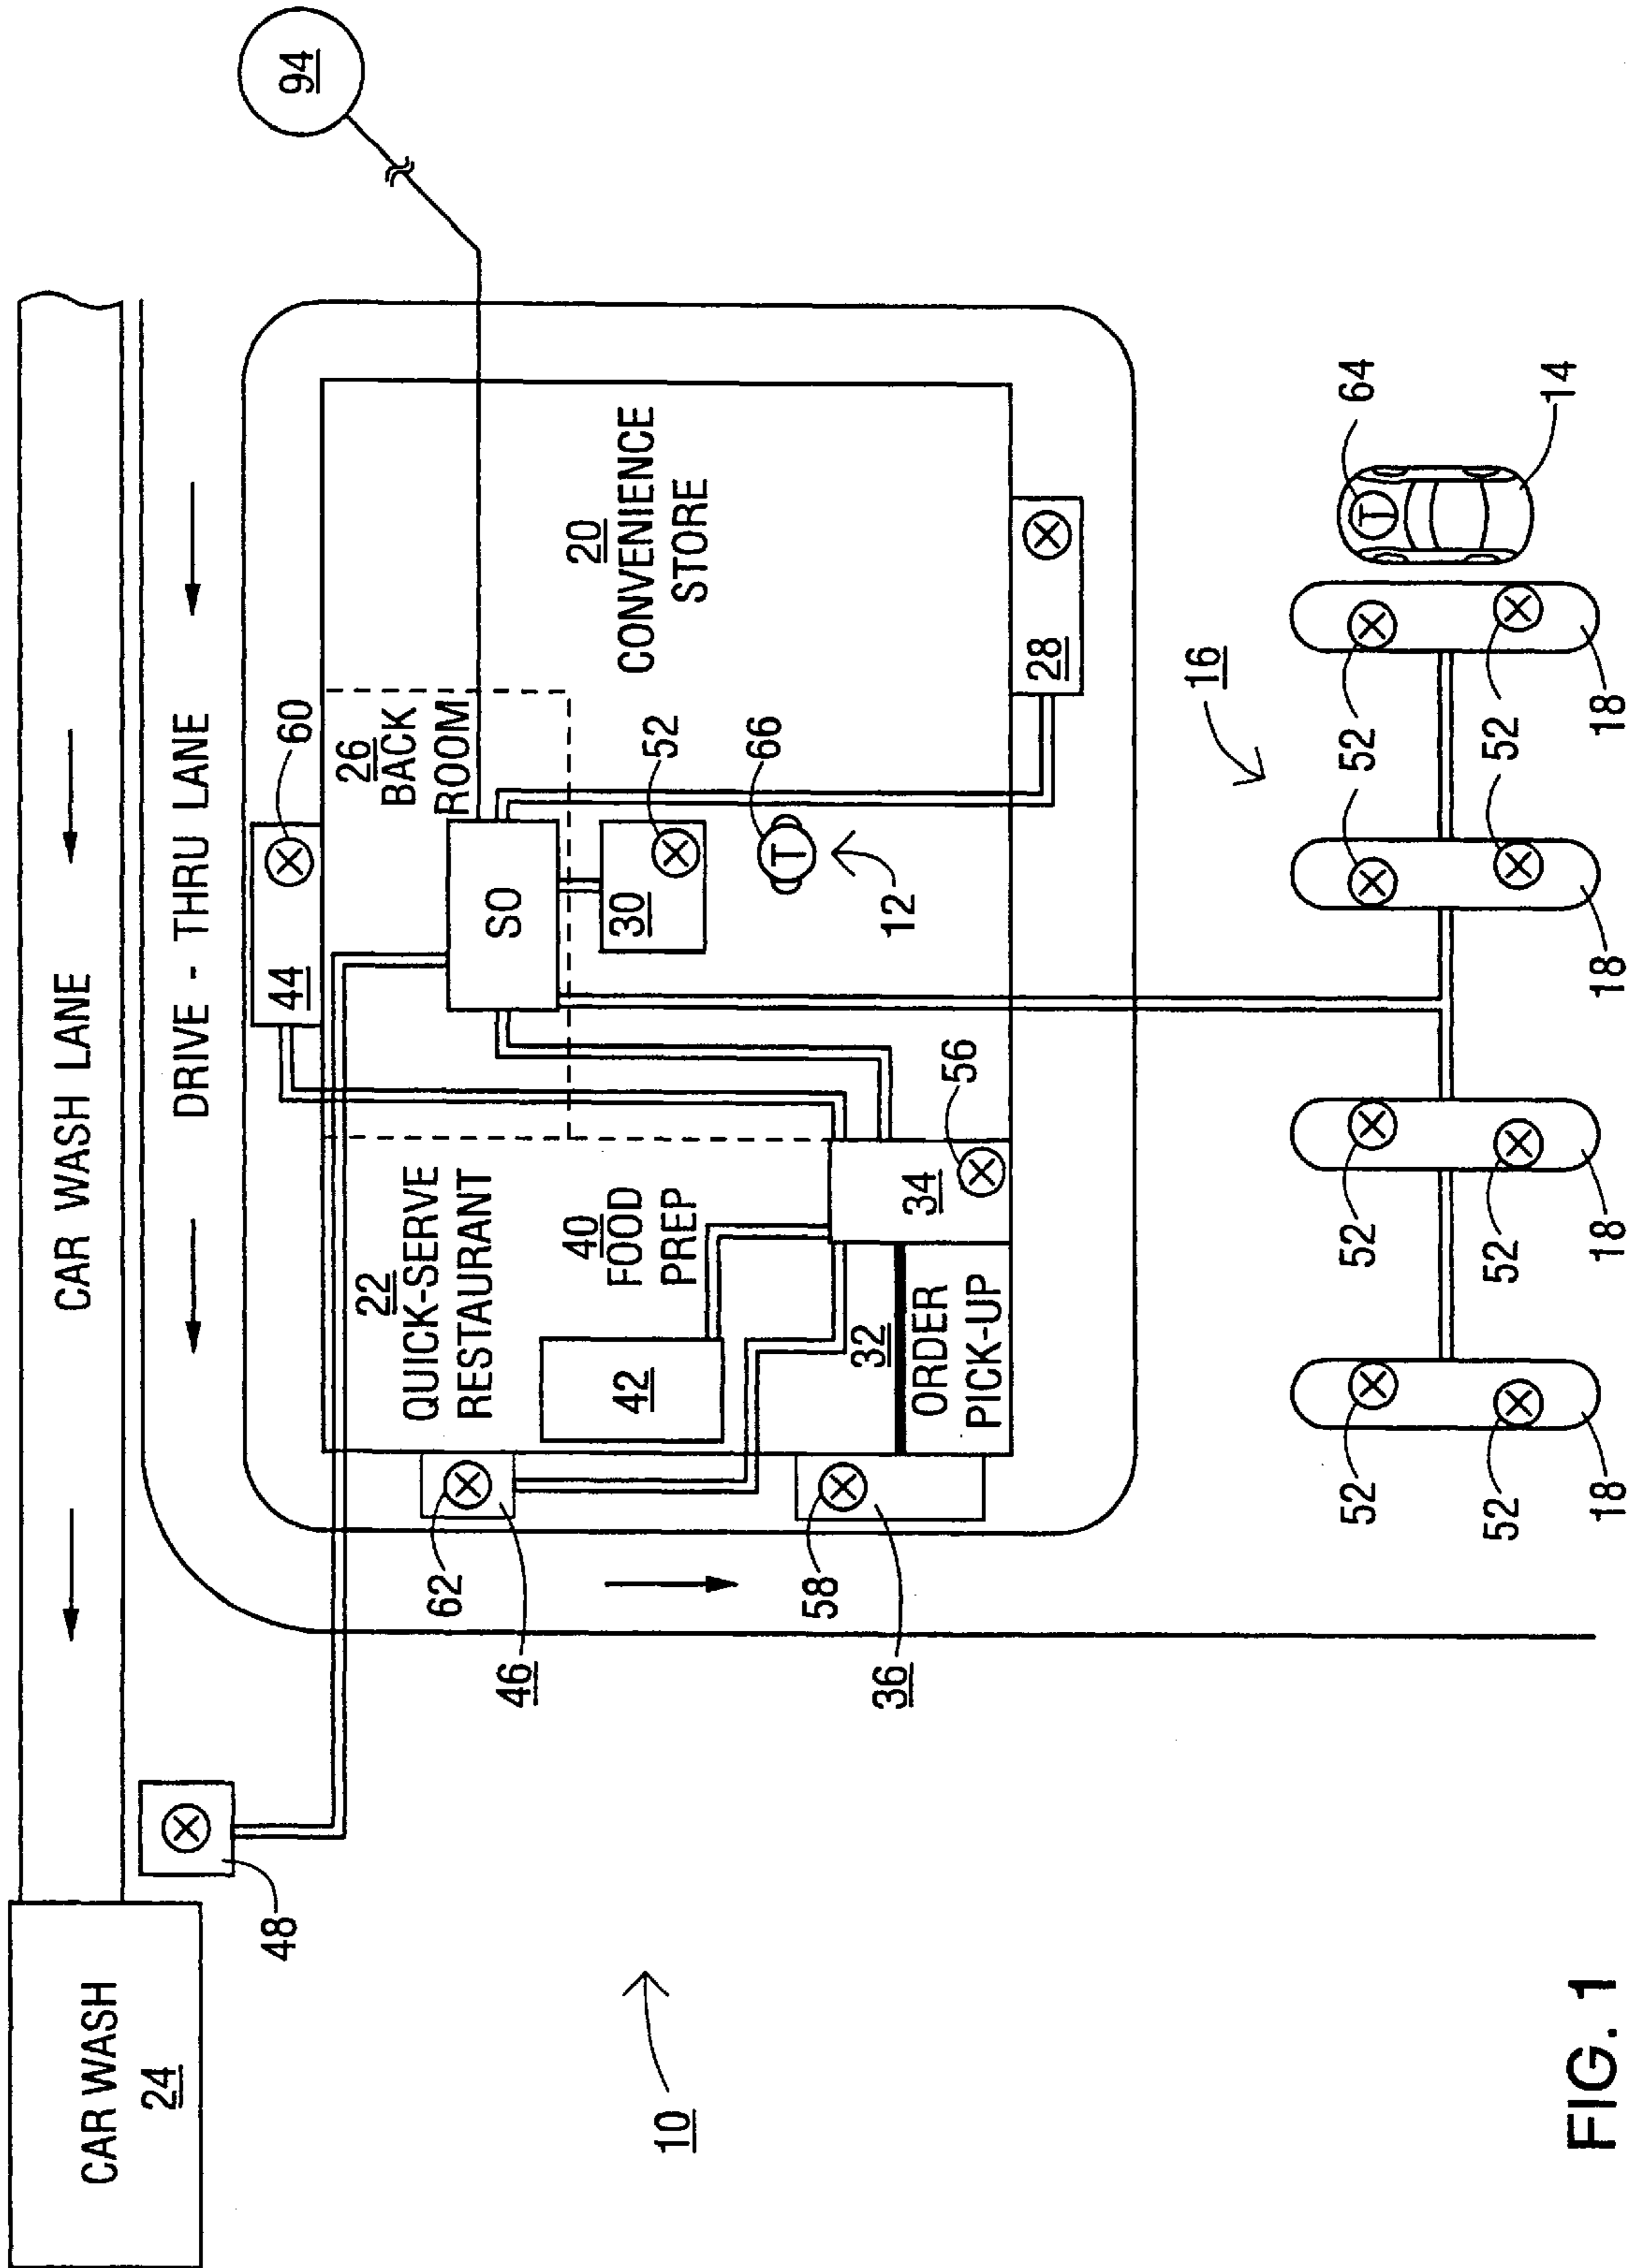 CAR WASH LANE
DRIVE - THRU LANE
94
CAR WASH
24
48
44
60
26
BACK
ROOM
SO
20
CONVENIENCE
STORE
22
QUICK-SERVE
RESTAURANT
62
46
30
52
66
12
40
FOOD
PREP
42
28
10
58
36
32
34
56
ORDER
PICK-UP
16
64
14
52
52
52
52
52
52
52
52
18
18
18
18
FIG. 1